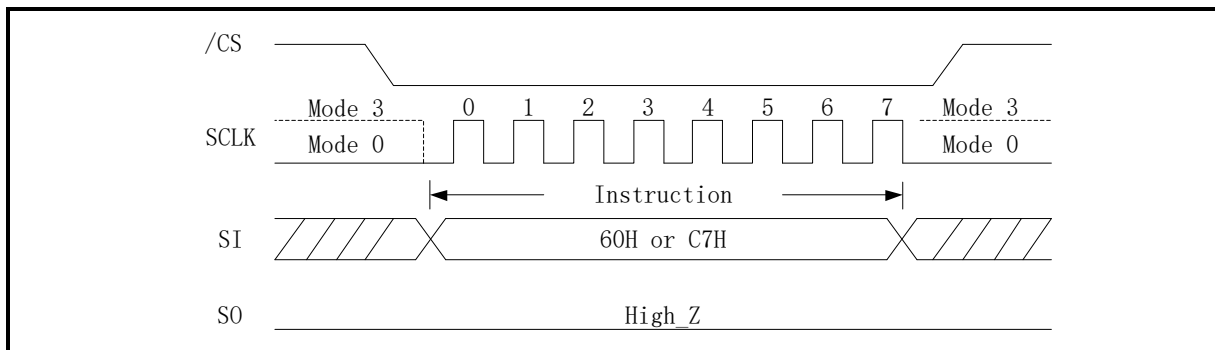 /CS
Mode 3 0 1 2 3 4 5 6 7 Mode 3
SCLK Mode 0 Mode 0
Instruction
SI 60H or C7H
SO High_Z